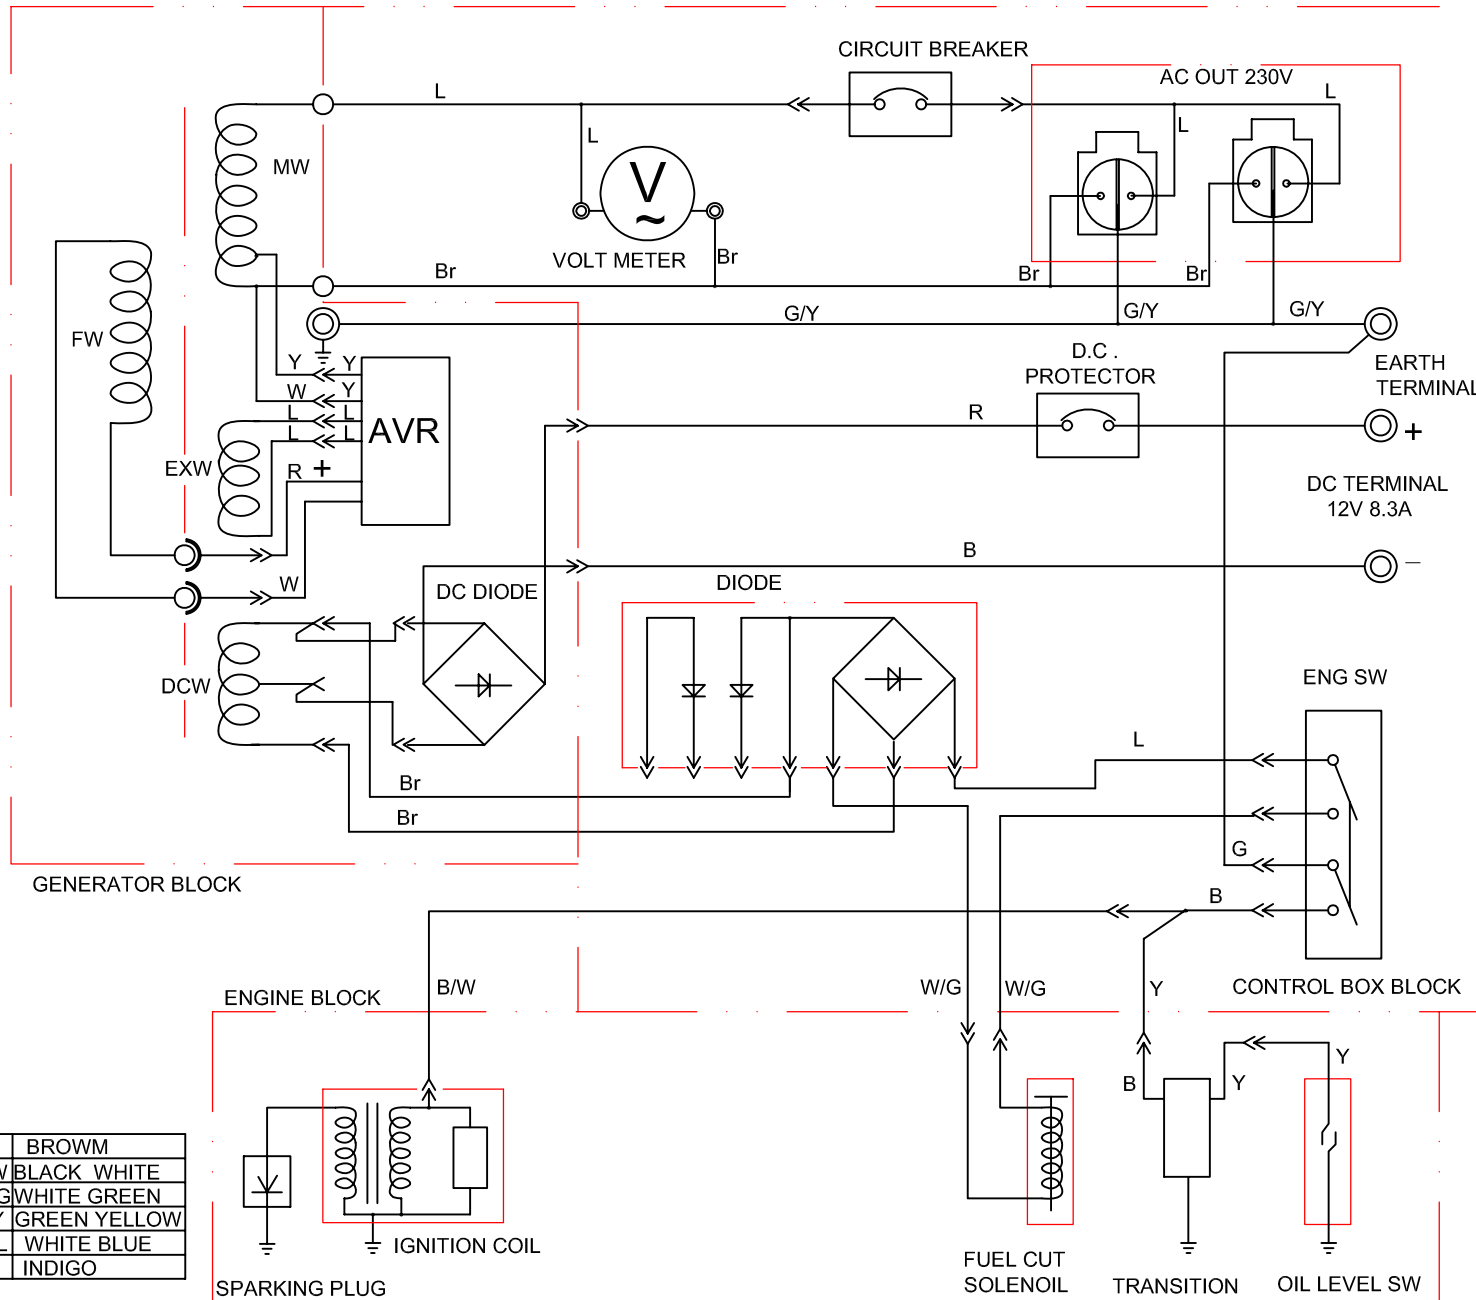 CIRCUIT BREAKER
AC OUT 230V
L
L
L
L
MW
V
~
VOLT METER
Br
Br
Br
Br
G/Y
G/Y
G/Y
FW
D.C .
PROTECTOR
EARTH
TERMINAL
Y
Y
W
Y
L
L
L
L
AVR
R
+
EXW
R
+
DC TERMINAL
12V 8.3A
W
B
–
DC DIODE
DIODE
DCW
ENG SW
L
Br
Br
G
B
GENERATOR BLOCK
ENGINE BLOCK
B/W
W/G
W/G
Y
CONTROL BOX BLOCK
B
Y
Y
BROWM
W BLACK WHITE
G WHITE GREEN
Y GREEN YELLOW
L WHITE BLUE
INDIGO
IGNITION COIL
SPARKING PLUG
FUEL CUT
SOLENOIL
TRANSITION
OIL LEVEL SW